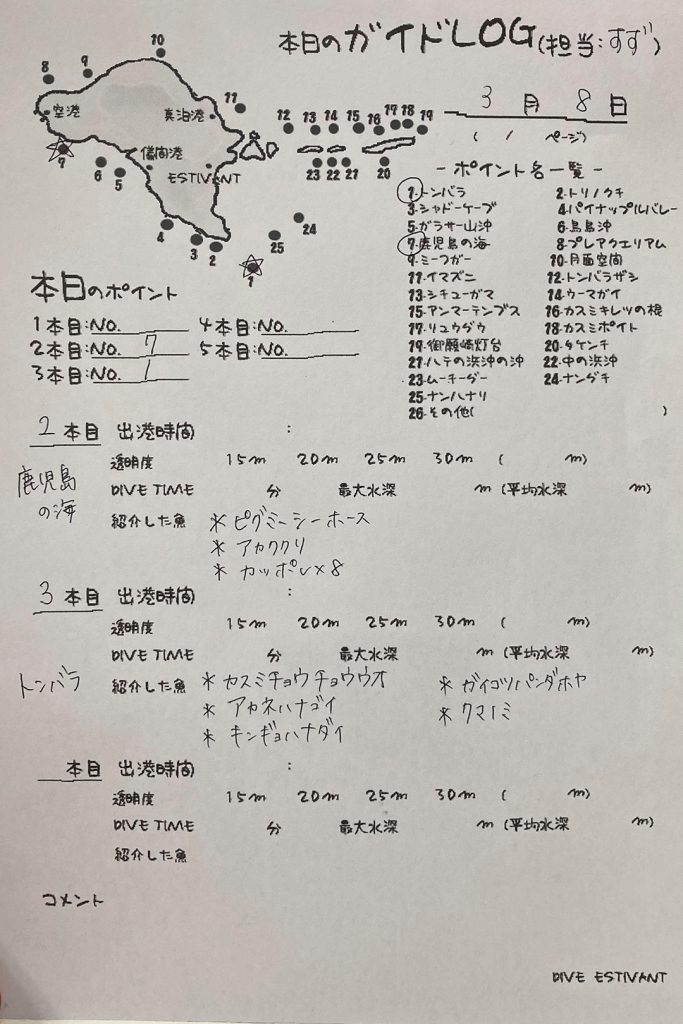 本日のガイドLOG(担当:すず)
3月8日
( 1 ページ)
10
9
8
空港
真泊港
11
12 13 14 15 16 17 18 19
7
儀間港
6
5
ESTIVANT
23 22 21
20
4
3
2
25
24
1
-ポイント名一覧-
1.トンバラ 2.トリノクチ
3.シャドーケーブ 4.パイナップルバレー
5.ガラサー山沖 6.鳥島沖
7.鹿児島の海 8.プレアクエリアム
9.ミーフガー 10.月面空間
11.イマズニ 12.トンバラザシ
13.シチューガマ 14.ウーマガイ
15.アンマーテンブス 16.カスミキレツの根
17.リュウダウ 18.カスミポイト
19.御願崎灯台 20.タケンチ
21.ハテの浜沖の沖 22.中の浜沖
23.ムーチーダー 24.ナンダチ
25.ナンハナリ
26.その他( )
本日のポイント
1本目:NO. 4本目:NO.
2本目:NO. 7 5本目:NO.
3本目:NO. 1
2本目 出港時間 :
鹿児島の海
透明度 15m 20m 25m 30m ( m)
DIVE TIME 分 最大水深 m (平均水深 m)
紹介した魚 *ピグミーシーホース
*アカククリ
*カッポレ×8
3本目 出港時間 :
透明度 15m 20m 25m 30m ( m)
DIVE TIME 分 最大水深 m (平均水深 m)
トンバラ
紹介した魚 *カスミチョウチョウウオ *ガイコツパンダホヤ
*アカネハナゴイ *クマノミ
*キンギョハナダイ
本目 出港時間 :
透明度 15m 20m 25m 30m ( m)
DIVE TIME 分 最大水深 m (平均水深 m)
紹介した魚
コメント
DIVE ESTIVANT